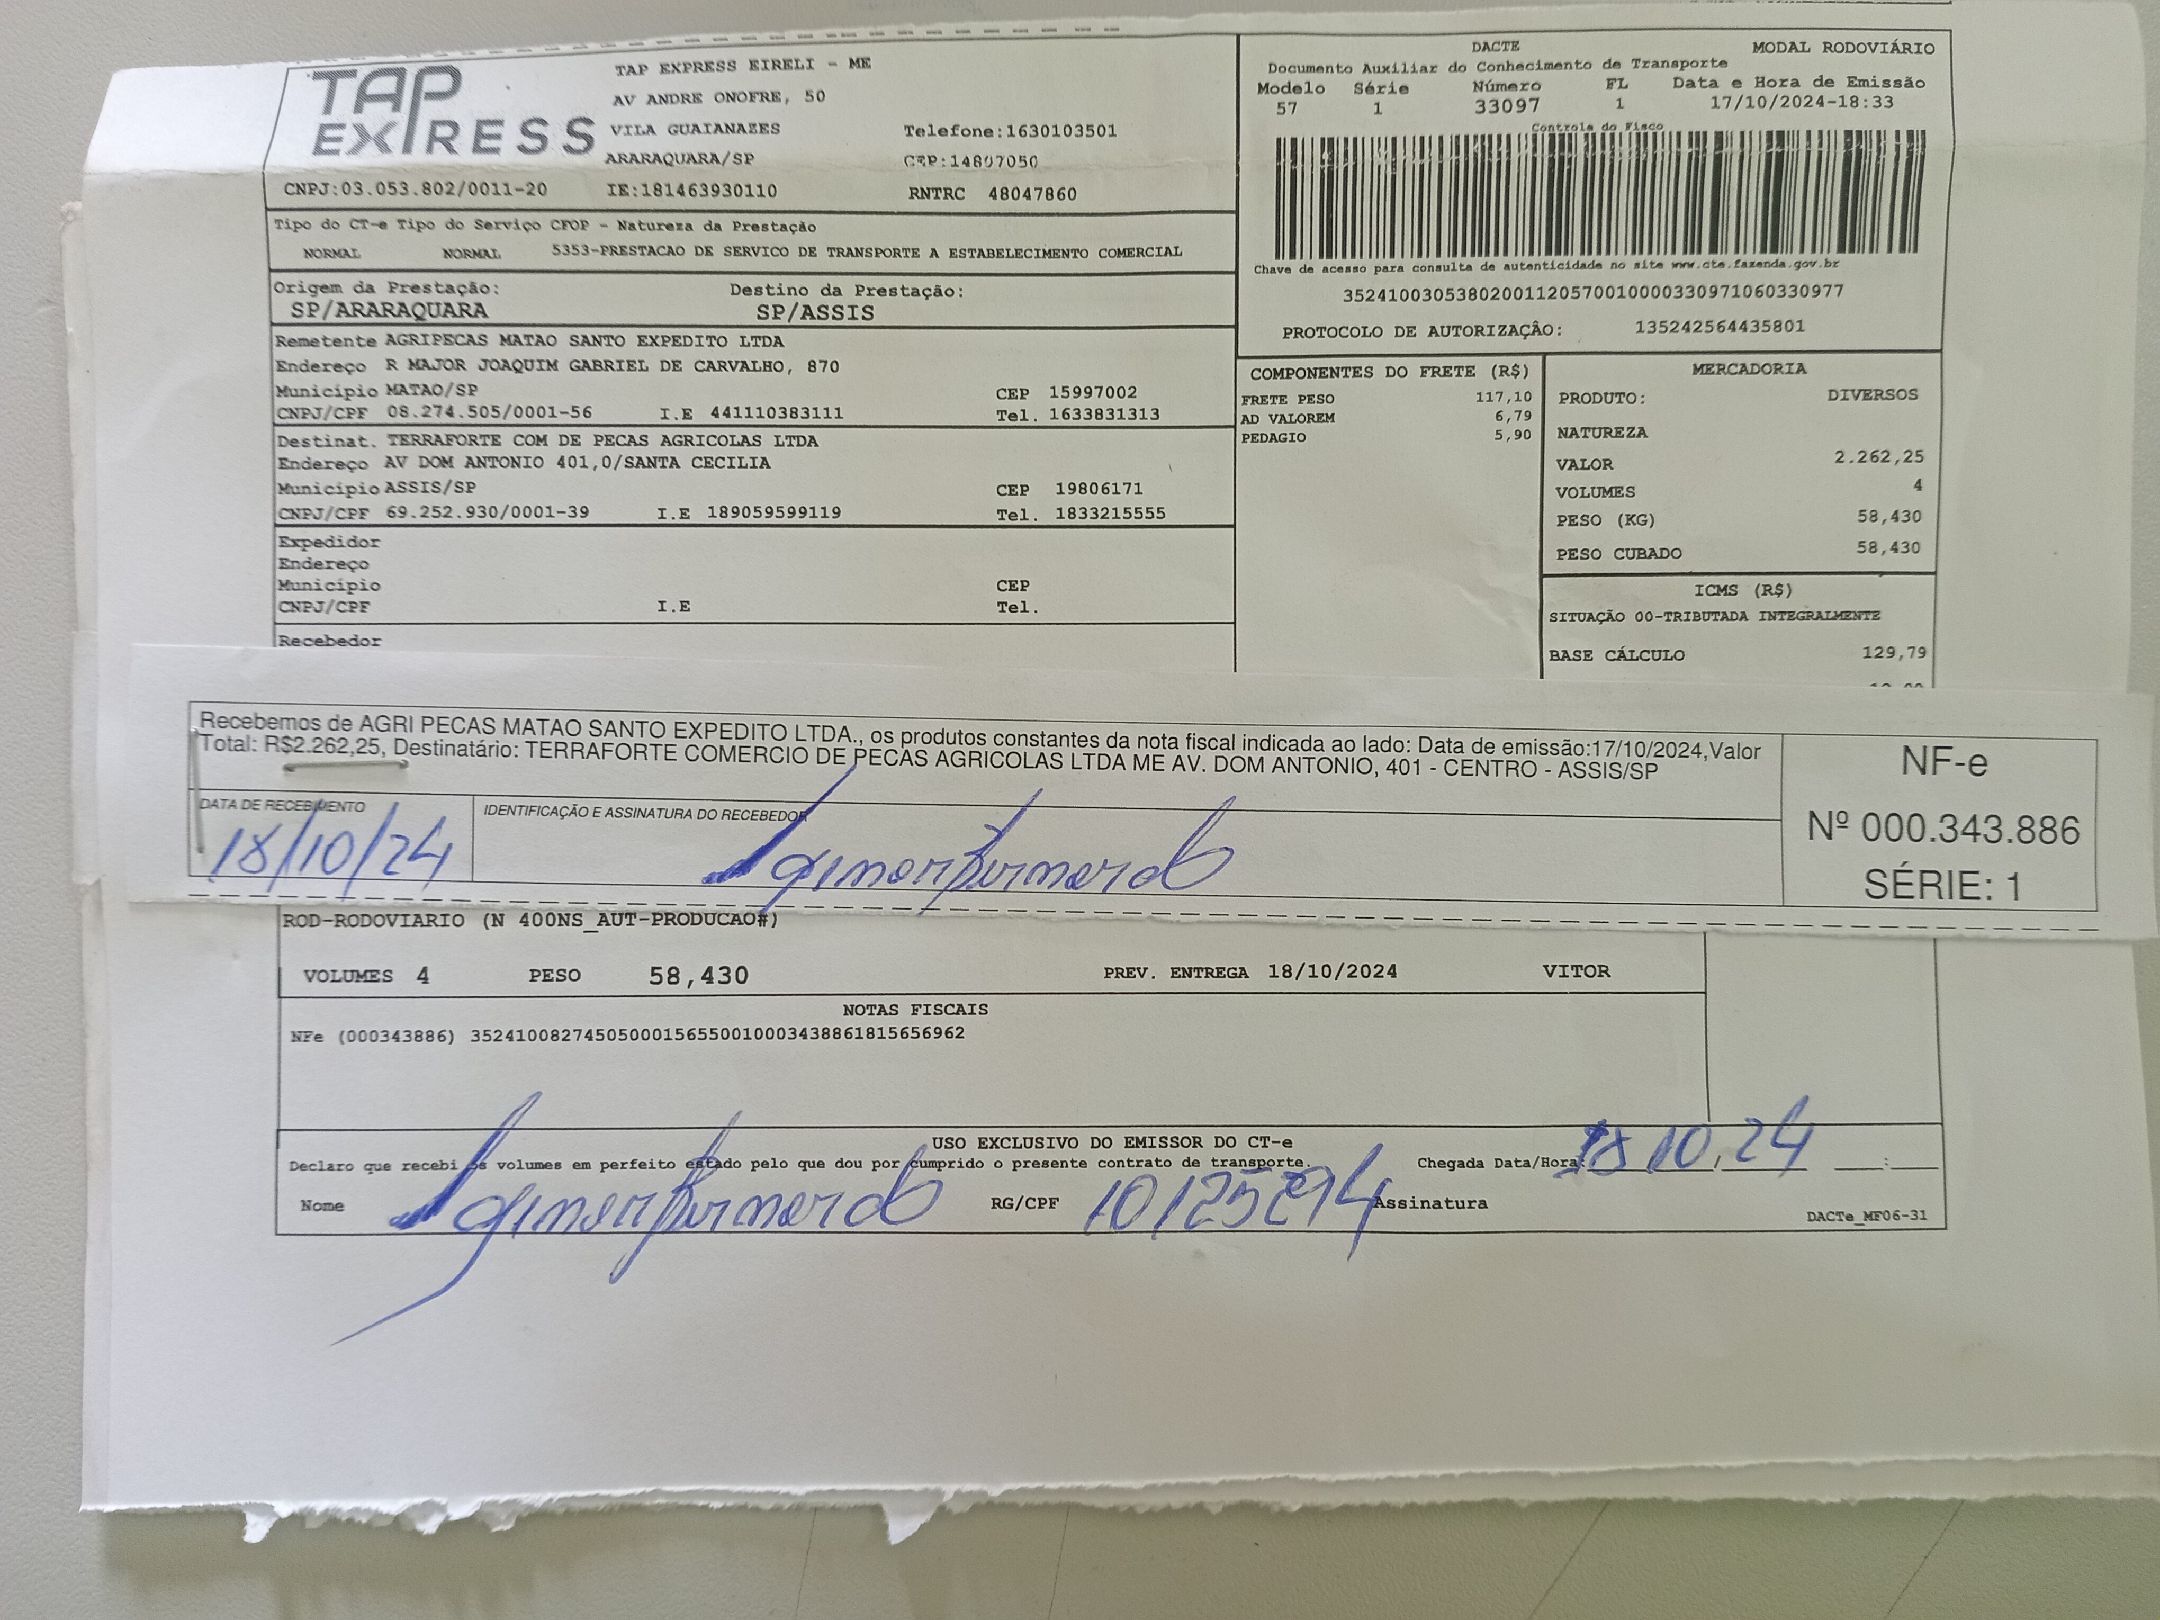 TAP EXPRESS
TAP EXPRESS EIRELI - ME
AV ANDRE ONOFRE, 50
VILA GUAIANAZES
Telefone:1630103501
ARARAQUARA/SP
CEP:14807050
CNPJ:03.053.802/0011-20 IE:181463930110 RNTRC 48047860
DACTE MODAL RODOVIÁRIO
Documento Auxiliar do Conhecimento de Transporte
Modelo Série Número FL Data e Hora de Emissão
57 1 33097 1 17/10/2024-18:33
Controle do Fisco
Chave de acesso para consulta de autenticidade no site www.cte.fazenda.gov.br
35241003053802001120570010000330971060330977
PROTOCOLO DE AUTORIZAÇÃO: 135242564435801
Tipo do CT-e Tipo do Serviço CFOP - Natureza da Prestação
NORMAL NORMAL 5353-PRESTACAO DE SERVICO DE TRANSPORTE A ESTABELECIMENTO COMERCIAL
Origem da Prestação: Destino da Prestação:
SP/ARARAQUARA SP/ASSIS
Remetente AGRIPECAS MATAO SANTO EXPEDITO LTDA
Endereço R MAJOR JOAQUIM GABRIEL DE CARVALHO, 870
Município MATAO/SP CEP 15997002
CNPJ/CPF 08.274.505/0001-56 I.E 441110383111 Tel. 1633831313
Destinat. TERRAFORTE COM DE PECAS AGRICOLAS LTDA
Endereço AV DOM ANTONIO 401,0/SANTA CECILIA
Município ASSIS/SP CEP 19806171
CNPJ/CPF 69.252.930/0001-39 I.E 189059599119 Tel. 1833215555
Expedidor
Endereço
Município CEP
CNPJ/CPF I.E Tel.
Recebedor
COMPONENTES DO FRETE (R$)
FRETE PESO 117,10
AD VALOREM 6,79
PEDAGIO 5,90
MERCADORIA
PRODUTO: DIVERSOS
NATUREZA
VALOR 2.262,25
VOLUMES 4
PESO (KG) 58,430
PESO CUBADO 58,430
ICMS (R$)
SITUAÇÃO 00-TRIBUTADA INTEGRALMENTE
BASE CÁLCULO 129,79
Recebemos de AGRI PECAS MATAO SANTO EXPEDITO LTDA., os produtos constantes da nota fiscal indicada ao lado: Data de emissão:17/10/2024,Valor
Total: R$2.262,25, Destinatário: TERRAFORTE COMERCIO DE PECAS AGRICOLAS LTDA ME AV. DOM ANTONIO, 401 - CENTRO - ASSIS/SP
DATA DE RECEBIMENTO IDENTIFICAÇÃO E ASSINATURA DO RECEBEDOR
18/10/24
NF-e
Nº 000.343.886
SÉRIE: 1
ROD-RODOVIARIO (N 400NS_AUT-PRODUCAO#)
VOLUMES 4 PESO 58,430 PREV. ENTREGA 18/10/2024 VITOR
NOTAS FISCAIS
NFe (000343886) 35241008274505000156550010003438861815656962
USO EXCLUSIVO DO EMISSOR DO CT-e
Declaro que recebi os volumes em perfeito estado pelo que dou por cumprido o presente contrato de transporte. Chegada Data/Hora: 18 10, 24 :
Nome RG/CPF Assinatura
DACTe_MF06-31